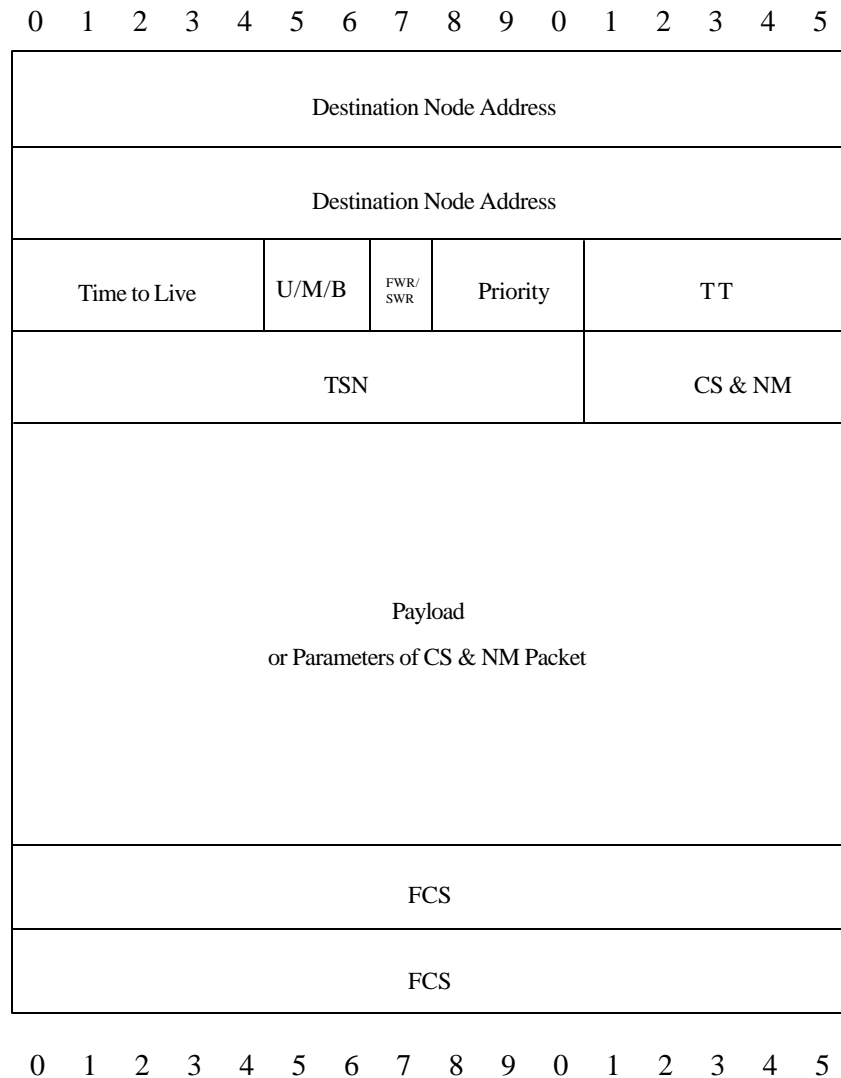 0 1 2 3 4 5 6 7 8 9 0 1 2 3 4 5
Destination Node Address
Destination Node Address
Time to Live U/M/B FWR/ Priority TT
SWR
TSN CS & NM
Payload
or Parameters of CS & NM Packet
FCS
FCS
0 1 2 3 4 5 6 7 8 9 0 1 2 3 4 5